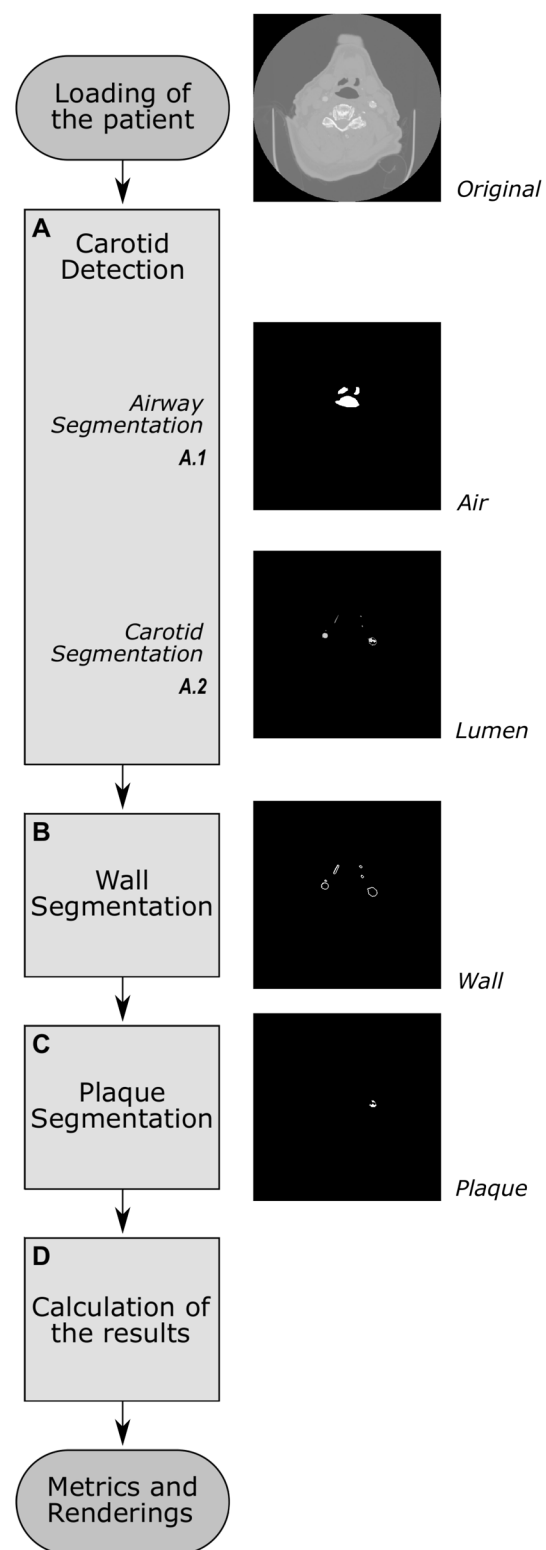 Loading of
the patient
Original
A
Carotid
Detection
Airway
Segmentation
A.1
Air
Carotid
Segmentation
A.2
Lumen
B
Wall
Segmentation
Wall
C
Plaque
Segmentation
Plaque
D
Calculation of
the results
Metrics and
Renderings